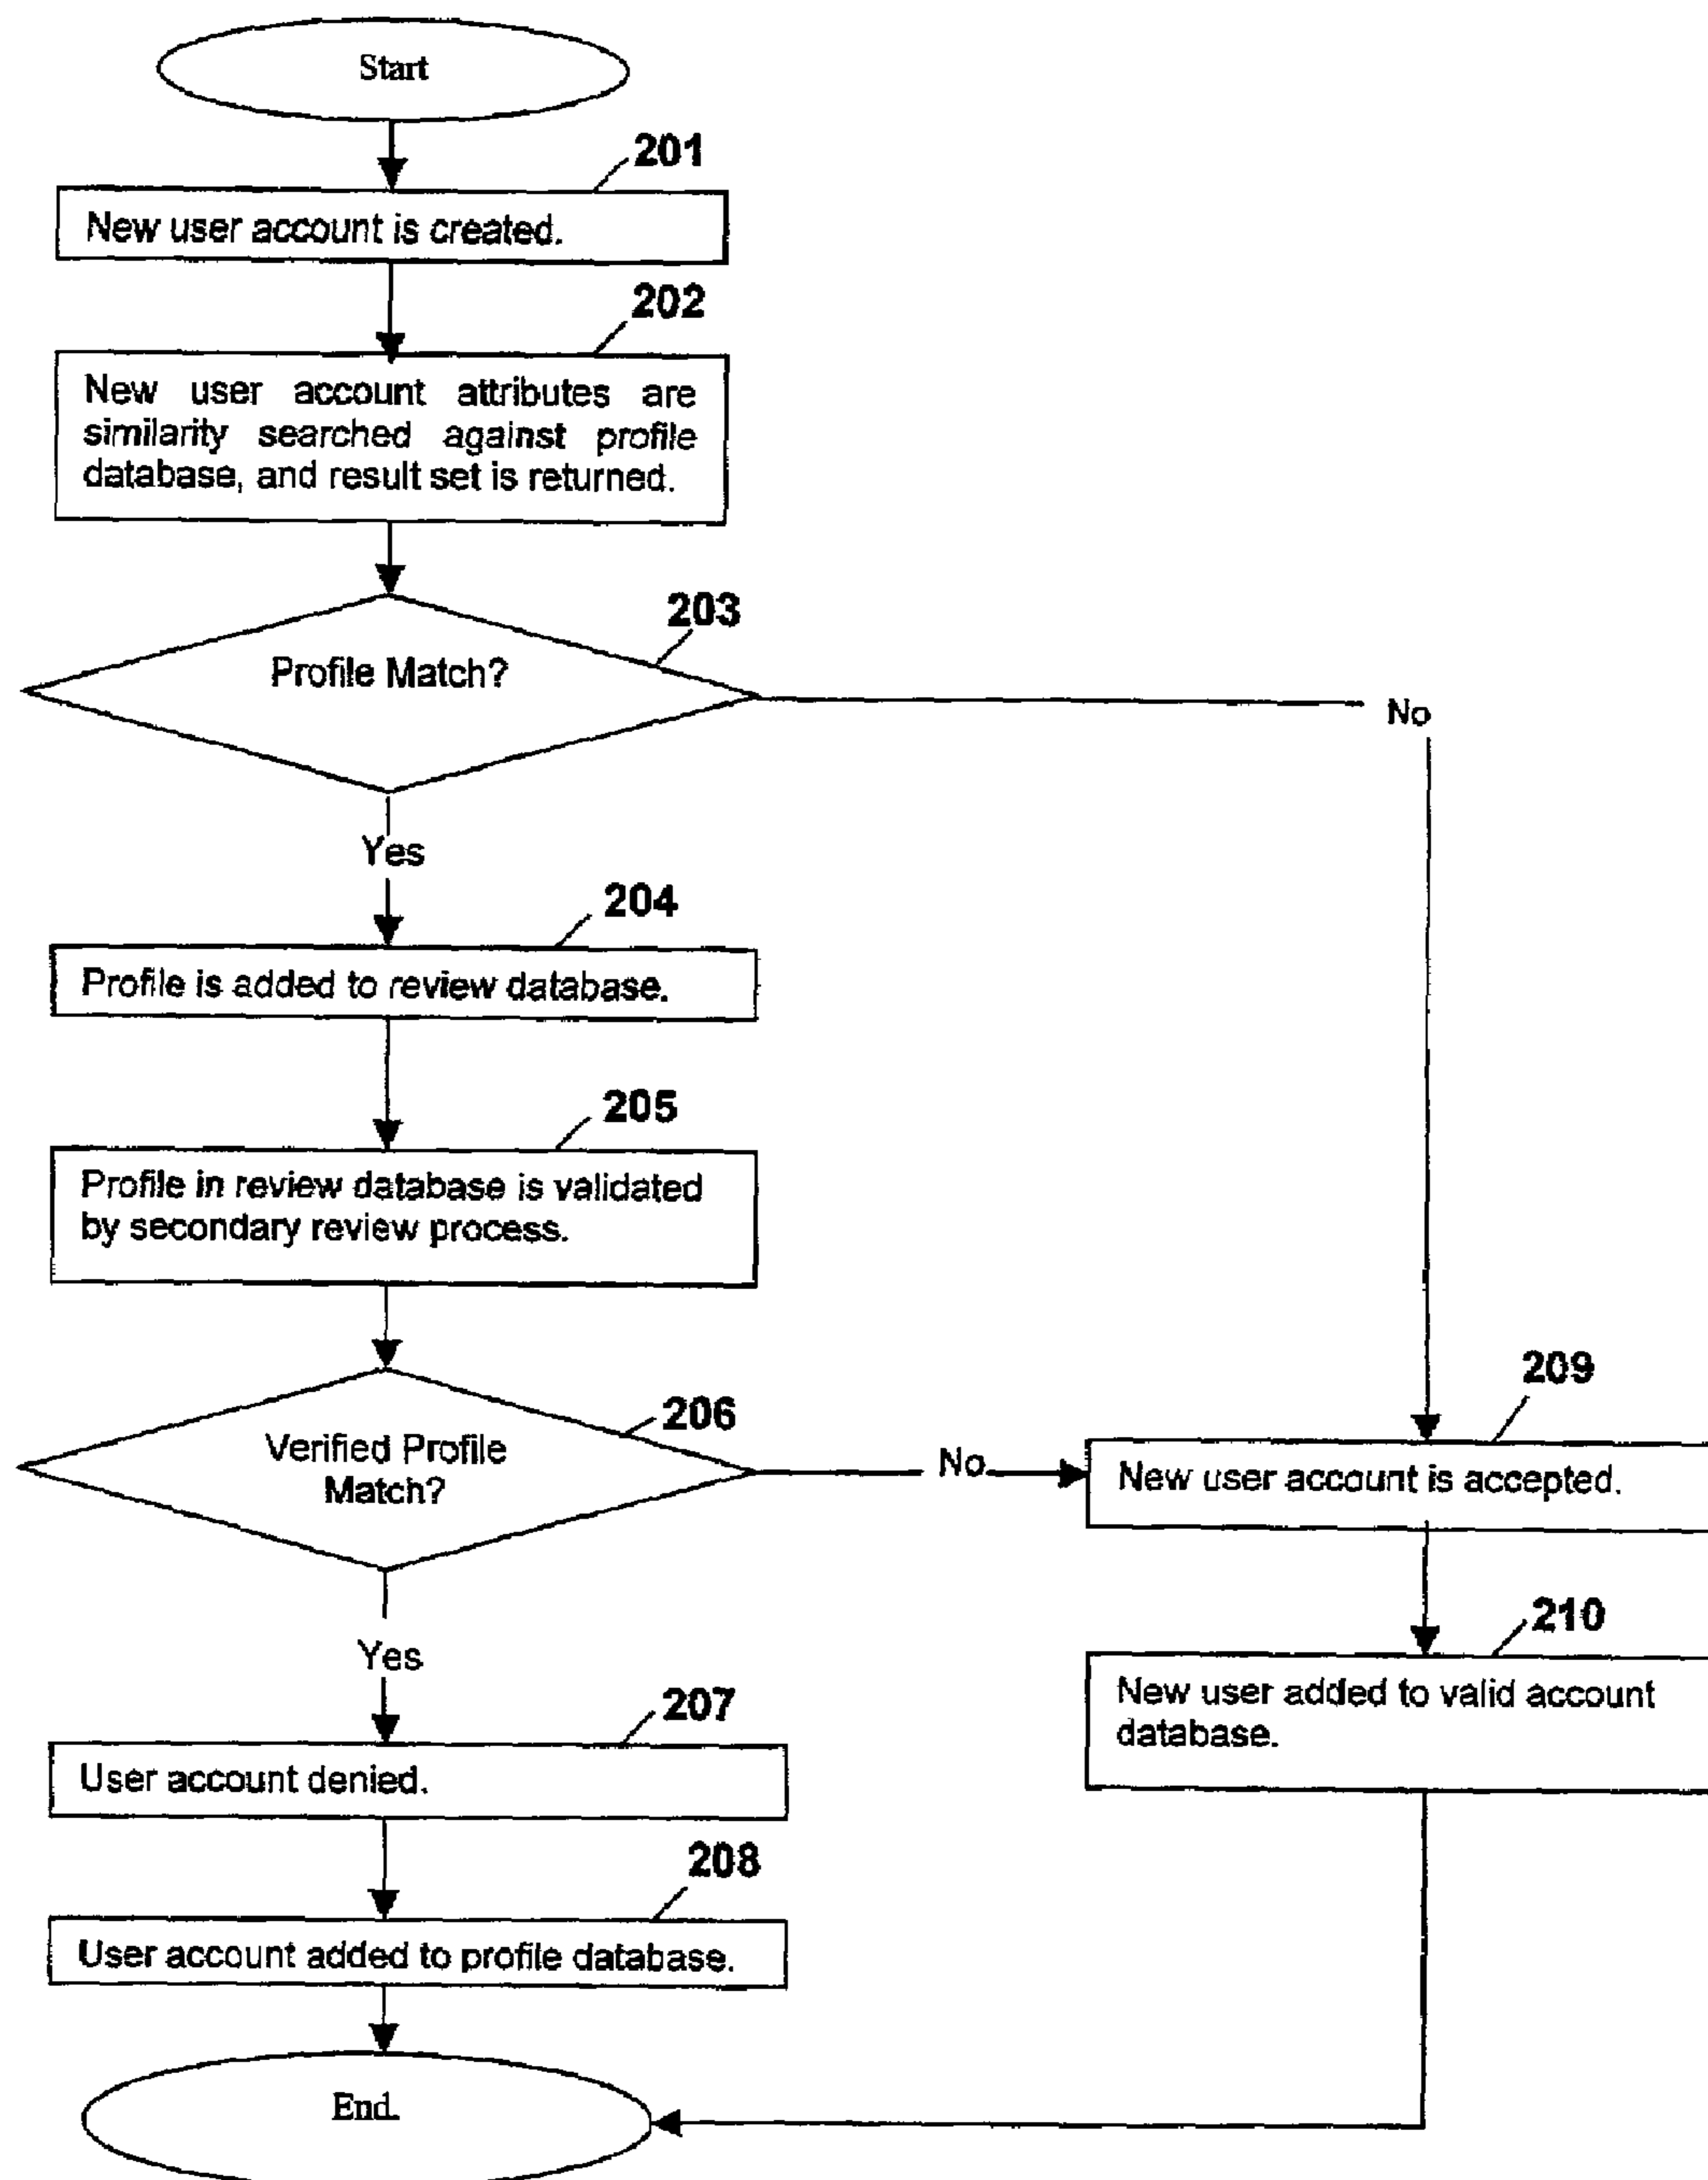 Start
201
New user account is created.
202
New user account attributes are
similarity searched against profile
database, and result set is returned.
203
Profile Match?
No
Yes
204
Profile is added to review database.
205
Profile in review database is validated
by secondary review process.
206
Verified Profile
Match?
No
209
New user account is accepted.
210
New user added to valid account
database.
Yes
207
User account denied.
208
User account added to profile database.
End.